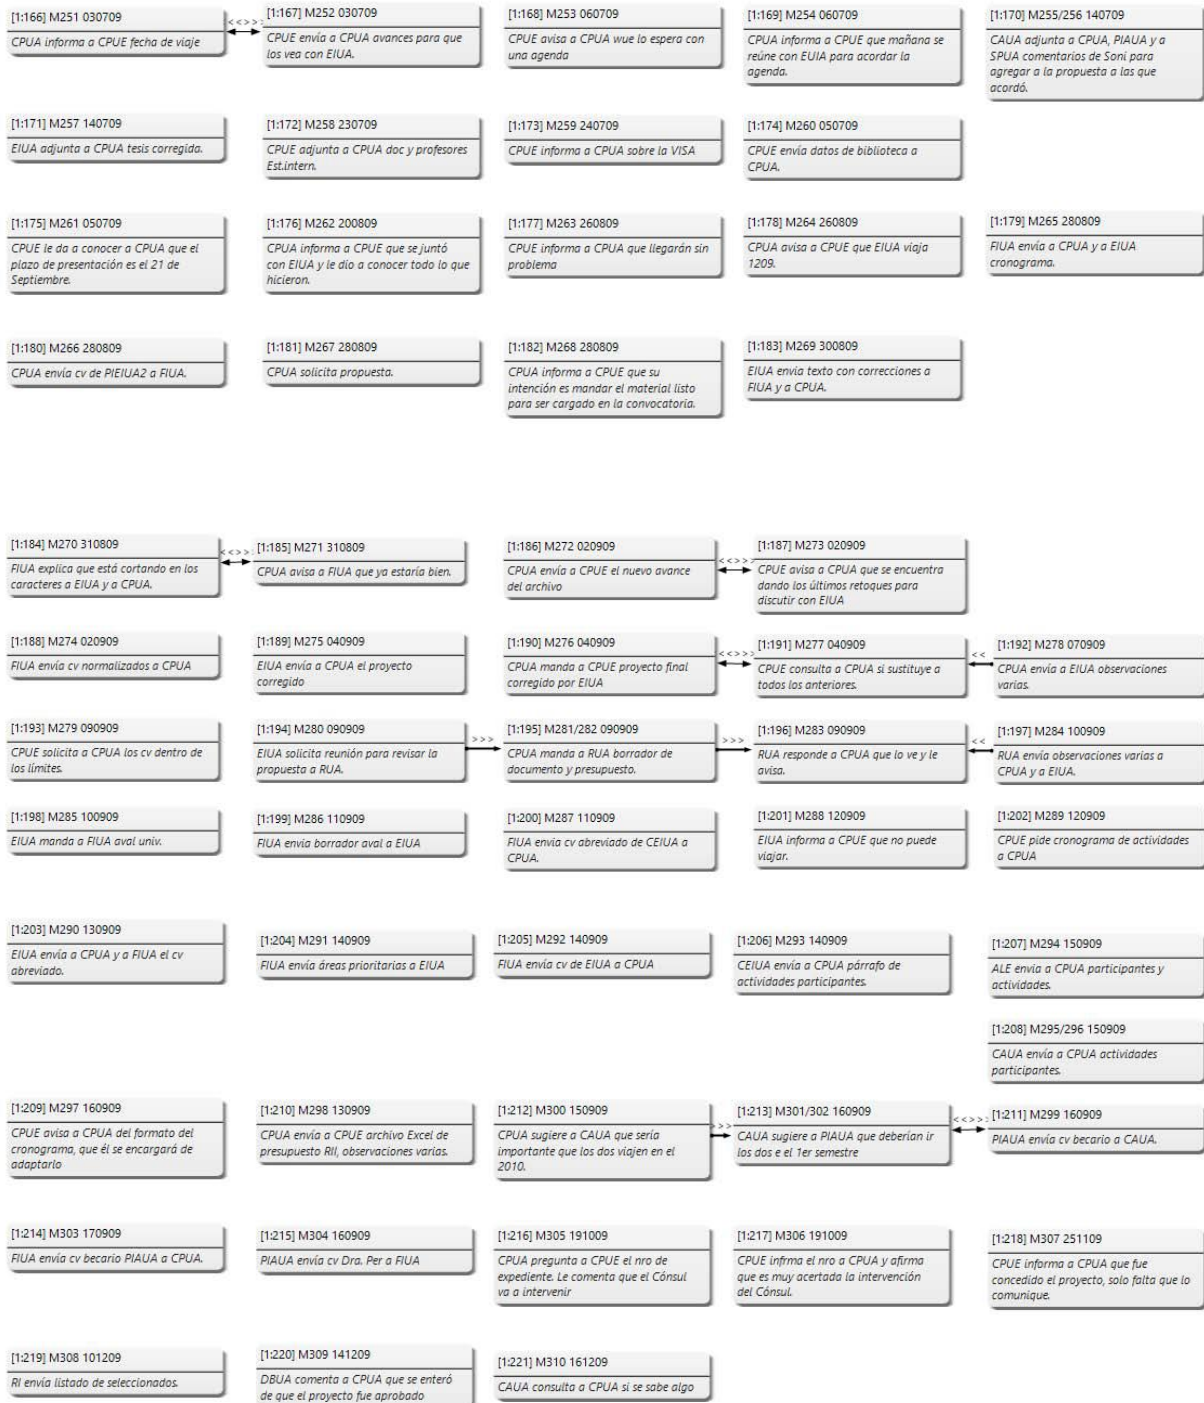 [1:166] M251 030709
CPUA informa a CPUE fecha de viaje
<<>>
[1:167] M252 030709
CPUE envía a CPUA avances para que
los vea con EIUA.
[1:168] M253 060709
CPUE avisa a CPUA wue lo espera con
una agenda
[1:169] M254 060709
CPUA informa a CPUE que mañana se
reúne con EUIA para acordar la
agenda.
[1:170] M255/256 140709
CAUA adjunta a CPUA, PIAUA y a
SPUA comentarios de Soni para
agregar a la propuesta a las que
acordó.
[1:171] M257 140709
EIUA adjunta a CPUA tesis corregida.
[1:172] M258 230709
CPUE adjunta a CPUA doc y profesores
Est.intern.
[1:173] M259 240709
CPUE informa a CPUA sobre la VISA
[1:174] M260 050709
CPUE envía datos de biblioteca a
CPUA.
[1:175] M261 050709
CPUE le da a conocer a CPUA que el
plazo de presentación es el 21 de
Septiembre.
[1:176] M262 200809
CPUA informa a CPUE que se juntó
con EIUA y le dio a conocer todo lo que
hicieron.
[1:177] M263 260809
CPUE informa a CPUA que llegarán sin
problema
[1:178] M264 260809
CPUA avisa a CPUE que EIUA viaja
1209.
[1:179] M265 280809
FIUA envía a CPUA y a EIUA
cronograma.
[1:180] M266 280809
CPUA envía cv de PIEIUA2 a FIUA.
[1:181] M267 280809
CPUA solicita propuesta.
[1:182] M268 280809
CPUA informa a CPUE que su
intención es mandar el material listo
para ser cargado en la convocatoria.
[1:183] M269 300809
EIUA envia texto con correcciones a
FIUA y a CPUA.
[1:184] M270 310809
FIUA explica que está cortando en los
caracteres a EIUA y a CPUA.
<<>>
[1:185] M271 310809
CPUA avisa a FIUA que ya estaría bien.
[1:186] M272 020909
CPUA envía a CPUE el nuevo avance
del archivo
<<>>
[1:187] M273 020909
CPUE avisa a CPUA que se encuentra
dando los últimos retoques para
discutir con EIUA
[1:188] M274 020909
FIUA envía cv normalizados a CPUA
[1:189] M275 040909
EIUA envía a CPUA el proyecto
corregido
[1:190] M276 040909
CPUA manda a CPUE proyecto final
corregido por EIUA
<<>>
[1:191] M277 040909
CPUE consulta a CPUA si sustituye a
todos los anteriores.
<<
[1:192] M278 070909
CPUA envía a EIUA observaciones
varias.
[1:193] M279 090909
CPUE solicita a CPUA los cv dentro de
los límites.
[1:194] M280 090909
EIUA solicita reunión para revisar la
propuesta a RUA.
>>>
[1:195] M281/282 090909
CPUA manda a RUA borrador de
documento y presupuesto.
>>>
[1:196] M283 090909
RUA responde a CPUA que lo ve y le
avisa.
<<
[1:197] M284 100909
RUA envía observaciones varias a
CPUA y a EIUA.
[1:198] M285 100909
EIUA manda a FIUA aval univ.
[1:199] M286 110909
FIUA envia borrador aval a EIUA
[1:200] M287 110909
FIUA envia cv abreviado de CEIUA a
CPUA.
[1:201] M288 120909
EIUA informa a CPUE que no puede
viajar.
[1:202] M289 120909
CPUE pide cronograma de actividades
a CPUA
[1:203] M290 130909
EIUA envía a CPUA y a FIUA el cv
abreviado.
[1:204] M291 140909
FIUA envía áreas prioritarias a EIUA
[1:205] M292 140909
FIUA envía cv de EIUA a CPUA
[1:206] M293 140909
CEIUA envía a CPUA párrafo de
actividades participantes.
[1:207] M294 150909
ALE envia a CPUA participantes y
actividades.
[1:208] M295/296 150909
CAUA envía a CPUA actividades
participantes.
[1:209] M297 160909
CPUE avisa a CPUA del formato del
cronograma, que él se encargará de
adaptarlo
[1:210] M298 130909
CPUA envía a CPUE archivo Excel de
presupuesto RII, observaciones varias.
[1:212] M300 150909
CPUA sugiere a CAUA que sería
importante que los dos viajen en el
2010.
>>>
[1:213] M301/302 160909
CAUA sugiere a PIAUA que deberían ir
los dos e el 1er semestre
<<>>
[1:211] M299 160909
PIAUA envía cv becario a CAUA.
[1:214] M303 170909
FIUA envía cv becario PIAUA a CPUA.
[1:215] M304 160909
PIAUA envía cv Dra. Per a FIUA
[1:216] M305 191009
CPUA pregunta a CPUE el nro de
expediente. Le comenta que el Cónsul
va a intervenir
[1:217] M306 191009
CPUE infrma el nro a CPUA y afirma
que es muy acertada la intervención
del Cónsul.
[1:218] M307 251109
CPUE informa a CPUA que fue
concedido el proyecto, solo falta que lo
comunique.
[1:219] M308 101209
RI envía listado de seleccionados.
[1:220] M309 141209
DBUA comenta a CPUA que se enteró
de que el proyecto fue aprobado
[1:221] M310 161209
CAUA consulta a CPUA si se sabe algo